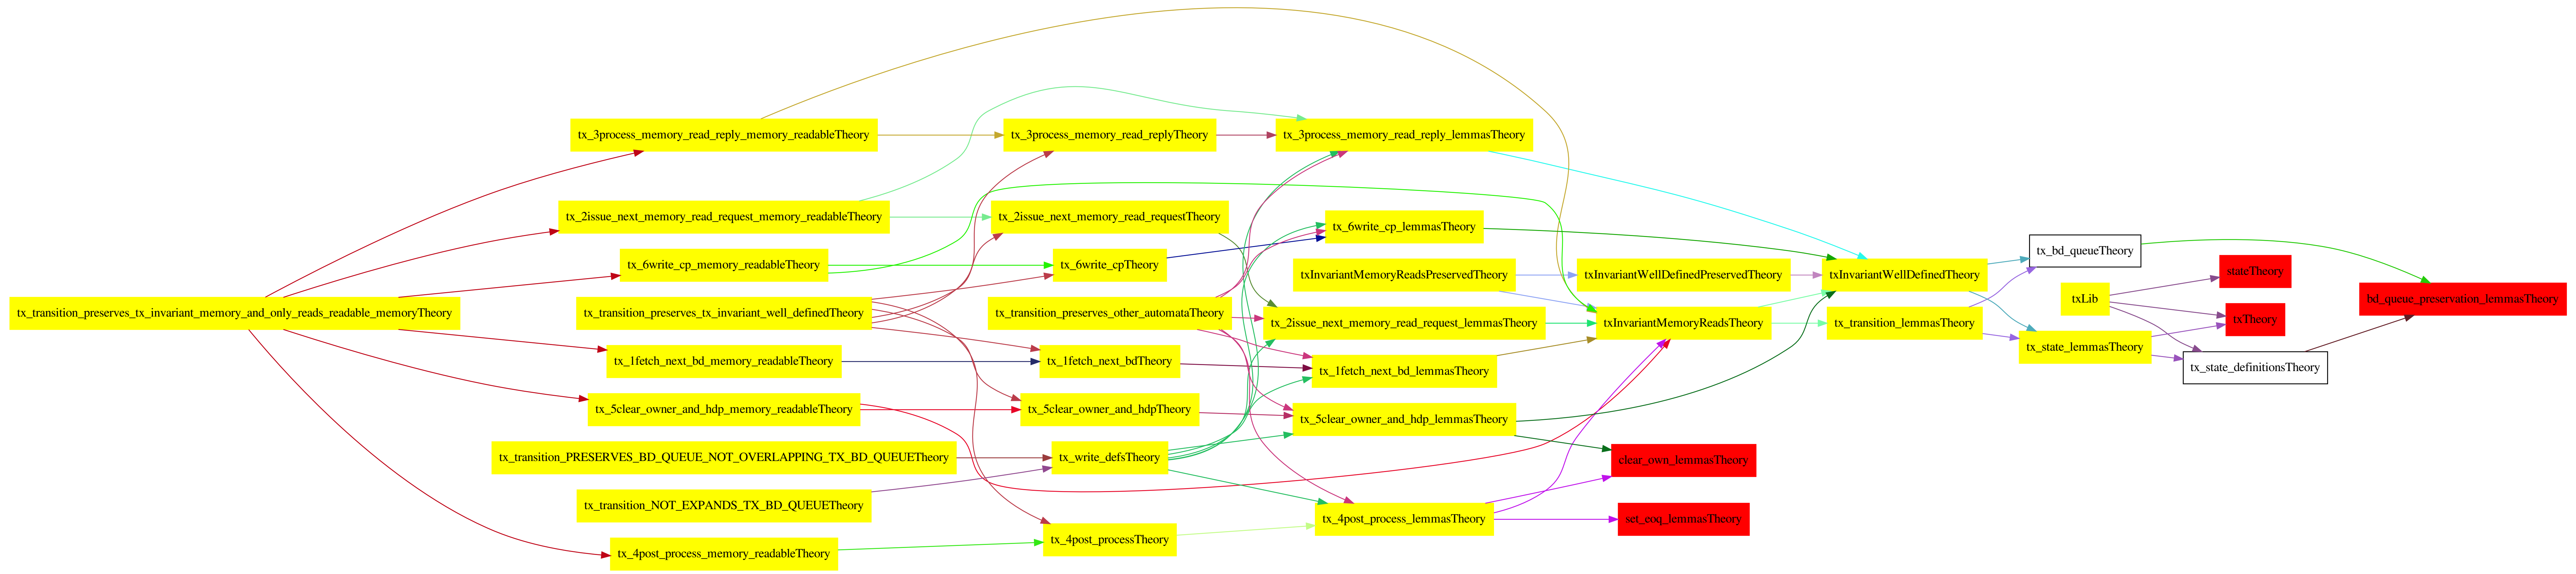 tx_3process_memory_read_reply_memory_readableTheory
tx_3process_memory_read_replyTheory
tx_3process_memory_read_reply_lemmasTheory
tx_2issue_next_memory_read_request_memory_readableTheory
tx_2issue_next_memory_read_requestTheory
tx_6write_cp_lemmasTheory
tx_bd_queueTheory
tx_6write_cp_memory_readableTheory
tx_6write_cpTheory
txInvariantMemoryReadsPreservedTheory
txInvariantWellDefinedPreservedTheory
txInvariantWellDefinedTheory
stateTheory
txLib
bd_queue_preservation_lemmasTheory
tx_transition_preserves_tx_invariant_memory_and_only_reads_readable_memoryTheory
tx_transition_preserves_tx_invariant_well_definedTheory
tx_transition_preserves_other_automataTheory
tx_2issue_next_memory_read_request_lemmasTheory
txInvariantMemoryReadsTheory
tx_transition_lemmasTheory
txTheory
tx_state_lemmasTheory
tx_1fetch_next_bd_memory_readableTheory
tx_1fetch_next_bdTheory
tx_1fetch_next_bd_lemmasTheory
tx_state_definitionsTheory
tx_5clear_owner_and_hdp_memory_readableTheory
tx_5clear_owner_and_hdpTheory
tx_5clear_owner_and_hdp_lemmasTheory
tx_transition_PRESERVES_BD_QUEUE_NOT_OVERLAPPING_TX_BD_QUEUETheory
tx_write_defsTheory
clear_own_lemmasTheory
tx_transition_NOT_EXPANDS_TX_BD_QUEUETheory
tx_4post_process_lemmasTheory
set_eoq_lemmasTheory
tx_4post_process_memory_readableTheory
tx_4post_processTheory